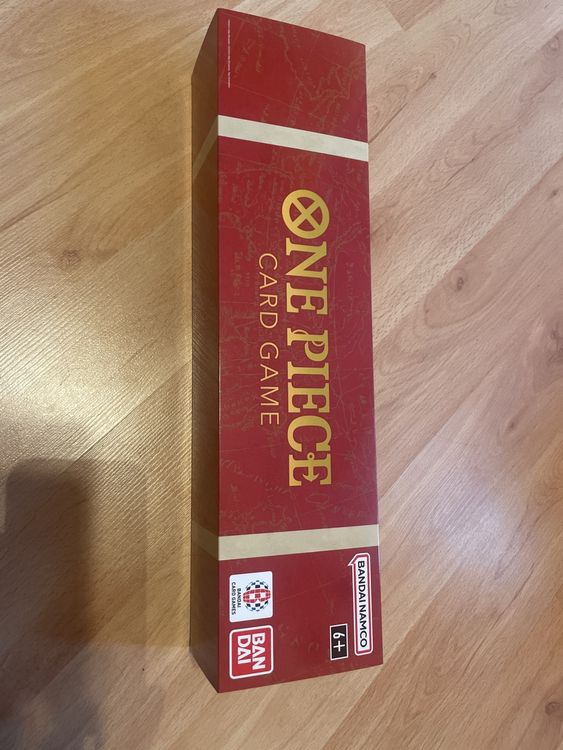 ONE PIECE
CARD GAME
BANDAI NAMCO
6+
BANDAI
CARD GAMES
BAN
DAI